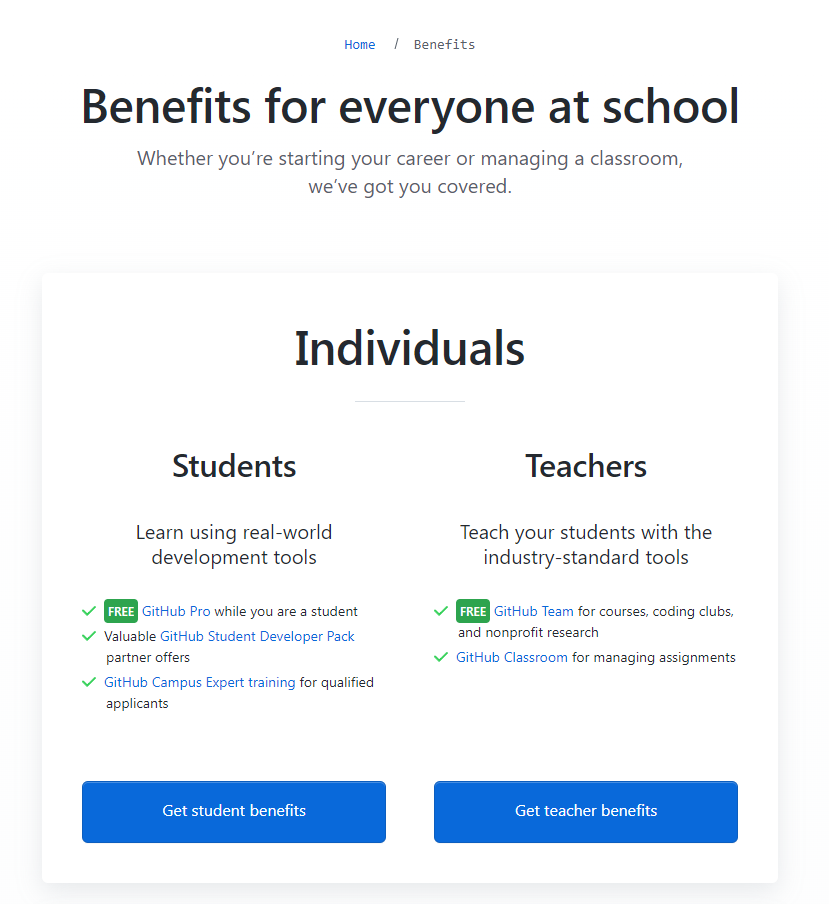 Home / Benefits
Benefits for everyone at school
Whether you’re starting your career or managing a classroom,
we’ve got you covered.
Individuals
Students
Learn using real-world
development tools
FREE GitHub Pro while you are a student
Valuable GitHub Student Developer Pack
partner offers
GitHub Campus Expert training for qualified
applicants
Get student benefits
Teachers
Teach your students with the
industry-standard tools
FREE GitHub Team for courses, coding clubs,
and nonprofit research
GitHub Classroom for managing assignments
Get teacher benefits